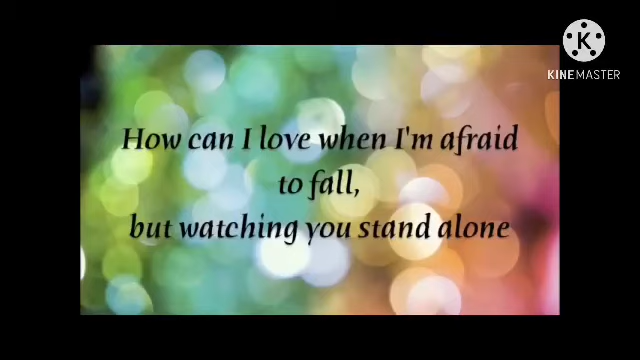 KINEMASTER
How can I love when I'm afraid
to fall,
but watching you stand alone